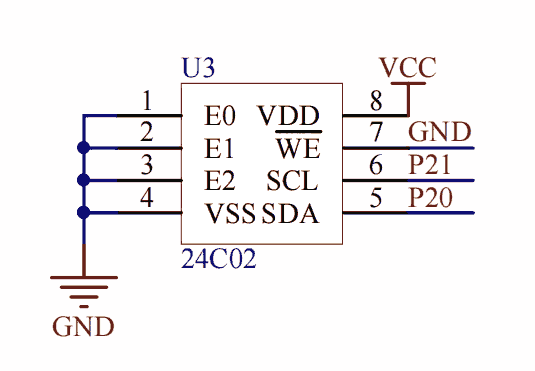 U3
VCC
1 E0 VDD 8
2 E1 WE 7 GND
3 E2 SCL 6 P21
4 VSS SDA 5 P20
24C02
GND